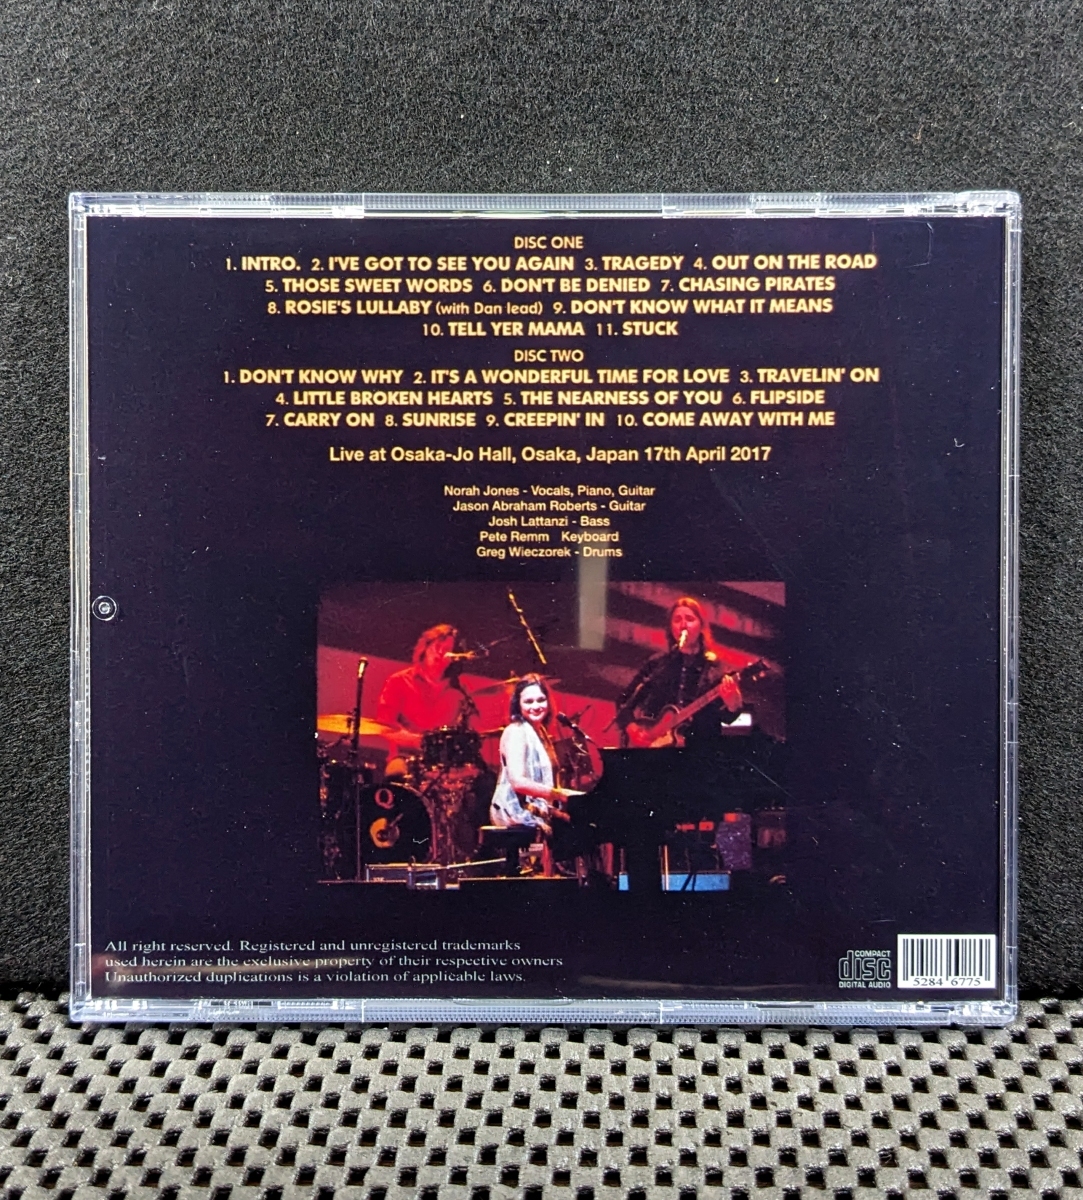 DISC ONE
1. INTRO. 2. I'VE GOT TO SEE YOU AGAIN 3. TRAGEDY 4. OUT ON THE ROAD
5. THOSE SWEET WORDS 6. DON'T BE DENIED 7. CHASING PIRATES
8. ROSIE'S LULLABY (with Dan lead) 9. DON'T KNOW WHAT IT MEANS
10. TELL YER MAMA 11. STUCK
DISC TWO
1. DON'T KNOW WHY 2. IT'S A WONDERFUL TIME FOR LOVE 3. TRAVELIN' ON
4. LITTLE BROKEN HEARTS 5. THE NEARNESS OF YOU 6. FLIPSIDE
7. CARRY ON 8. SUNRISE 9. CREEPIN' IN 10. COME AWAY WITH ME
Live at Osaka-Jo Hall, Osaka, Japan 17th April 2017
Norah Jones - Vocals, Piano, Guitar
Jason Abraham Roberts - Guitar
Josh Lattanzi - Bass
Pete Remm Keyboard
Greg Wieczorek - Drums
Q
All right reserved. Registered and unregistered trademarks
used herein are the exclusive property of their respective owners
Unauthorized duplications is a violation of applicable laws.
COMPACT
disc
DIGITAL AUDIO
5284 6775